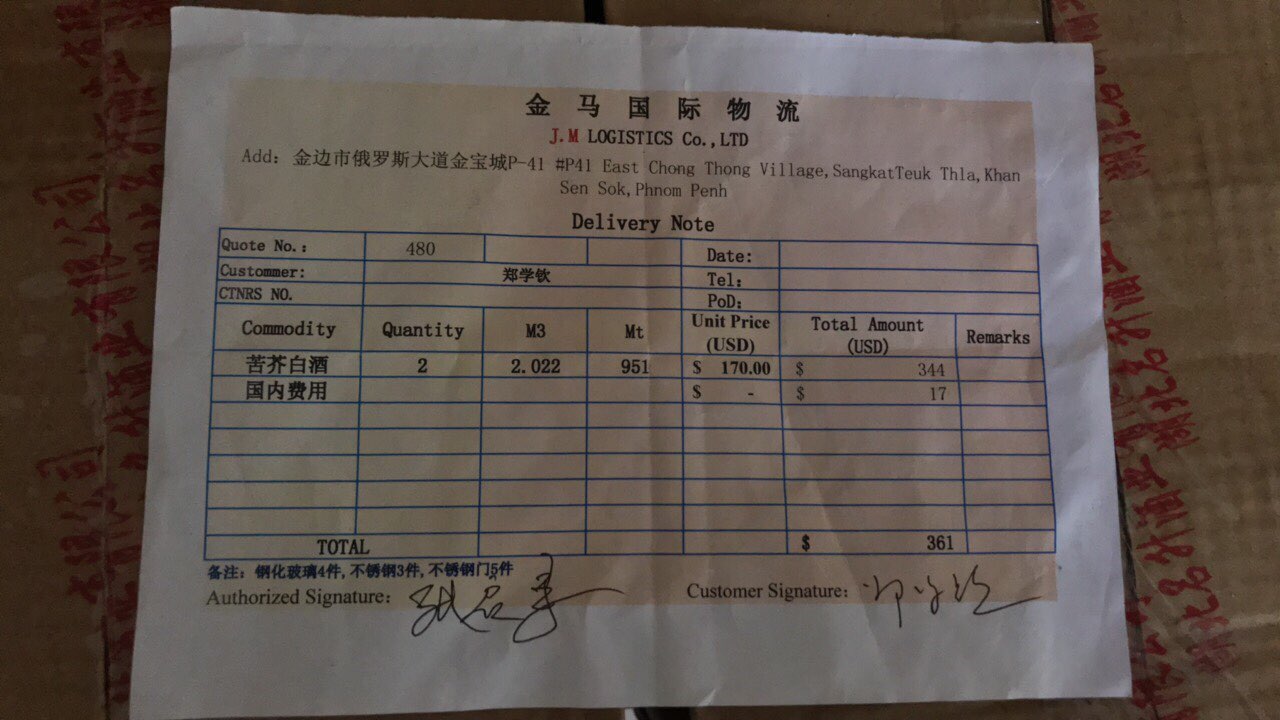 金马国际物流
J.M LOGISTICS Co.,LTD
Add: 金边市俄罗斯大道金宝城P-41 #P41 East Chong Thong Village,SangkatTeuk Thla,Khan
Sen Sok,Phnom Penh
Delivery Note
Quote No.: 480 Date:
Custommer: 郑学钦 Tel:
CTNRS NO. PoD:
Commodity Quantity M3 Mt Unit Price (USD) Total Amount (USD) Remarks
苦芥白酒 2 2.022 951 $ 170.00 $ 344
国内费用 $ - $ 17
TOTAL $ 361
备注: 钢化玻璃4件,不锈钢3件,不锈钢门5件
Authorized Signature: Customer Signature: